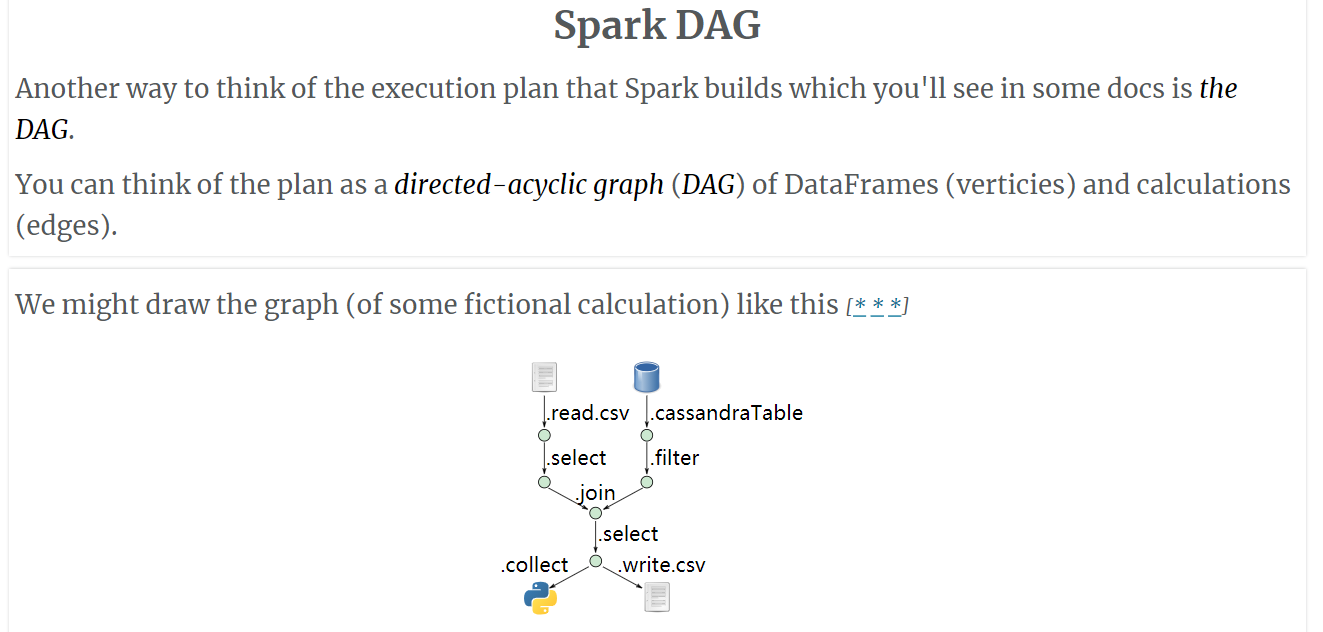 Spark DAG
Another way to think of the execution plan that Spark builds which you'll see in some docs is the
DAG.
You can think of the plan as a directed-acyclic graph (DAG) of DataFrames (verticies) and calculations
(edges).
We might draw the graph (of some fictional calculation) like this [* * *]
.read.csv .cassandraTable
.select .filter
.join
.select
.collect .write.csv